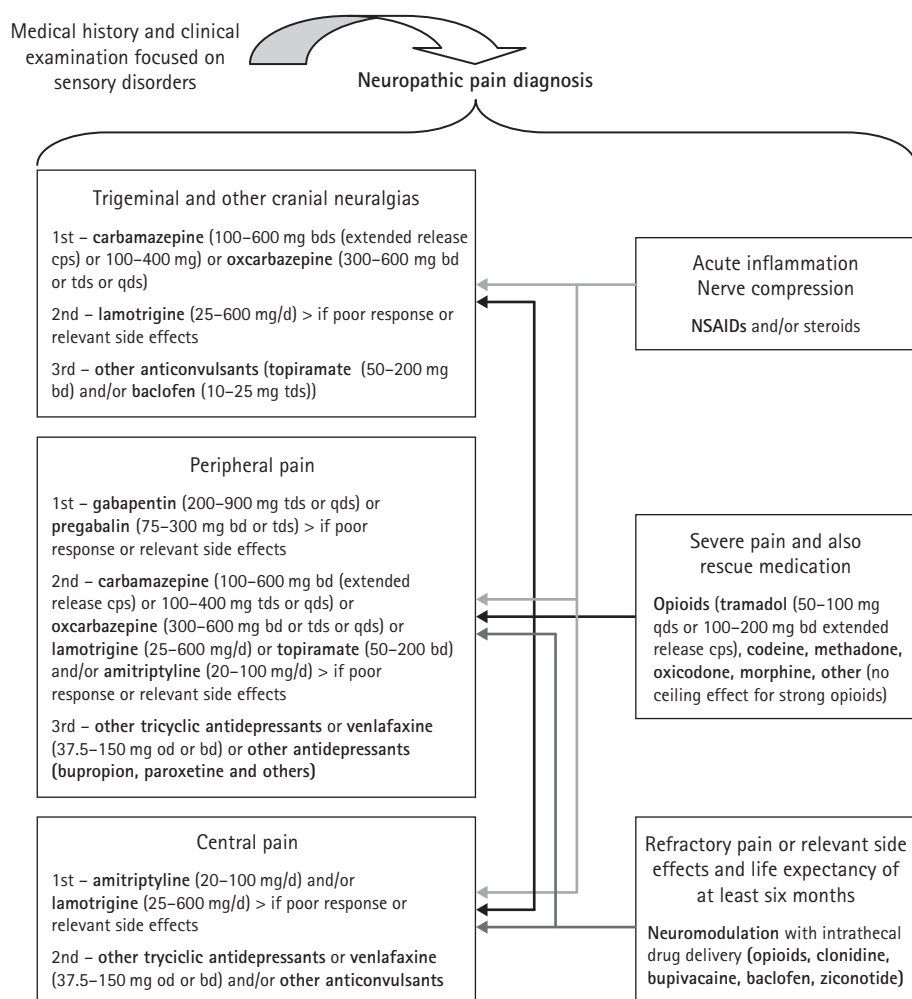 Medical history and clinical
examination focused on
sensory disorders
Neuropathic pain diagnosis
Trigeminal and other cranial neuralgias
1st – carbamazepine (100–600 mg bds (extended release
cps) or 100–400 mg) or oxcarbazepine (300–600 mg bd
or tds or qds)
2nd – lamotrigine (25–600 mg/d) > if poor response or
relevant side effects
3rd – other anticonvulsants (topiramate (50–200 mg
bd) and/or baclofen (10–25 mg tds))
Peripheral pain
1st – gabapentin (200–900 mg tds or qds) or
pregabalin (75–300 mg bd or tds) > if poor
response or relevant side effects
2nd – carbamazepine (100–600 mg bd (extended
release cps) or 100–400 mg tds or qds) or
oxcarbazepine (300–600 mg bd or tds or qds) or
lamotrigine (25–600 mg/d) or topiramate (50–200 bd)
and/or amitriptyline (20–100 mg/d) > if poor
response or relevant side effects
3rd – other tricyclic antidepressants or venlafaxine
(37.5–150 mg od or bd) or other antidepressants
(bupropion, paroxetine and others)
Central pain
1st – amitriptyline (20–100 mg/d) and/or
lamotrigine (25–600 mg/d) > if poor response or
relevant side effects
2nd – other tryciclic antidepressants or venlafaxine
(37.5–150 mg od or bd) and/or other anticonvulsants
Acute inflammation
Nerve compression
NSAIDs and/or steroids
Severe pain and also
rescue medication
Opioids (tramadol (50–100 mg
qds or 100–200 mg bd extended
release cps), codeine, methadone,
oxicodone, morphine, other (no
ceiling effect for strong opioids)
Refractory pain or relevant side
effects and life expectancy of
at least six months
Neuromodulation with intrathecal
drug delivery (opioids, clonidine,
bupivacaine, baclofen, ziconotide)